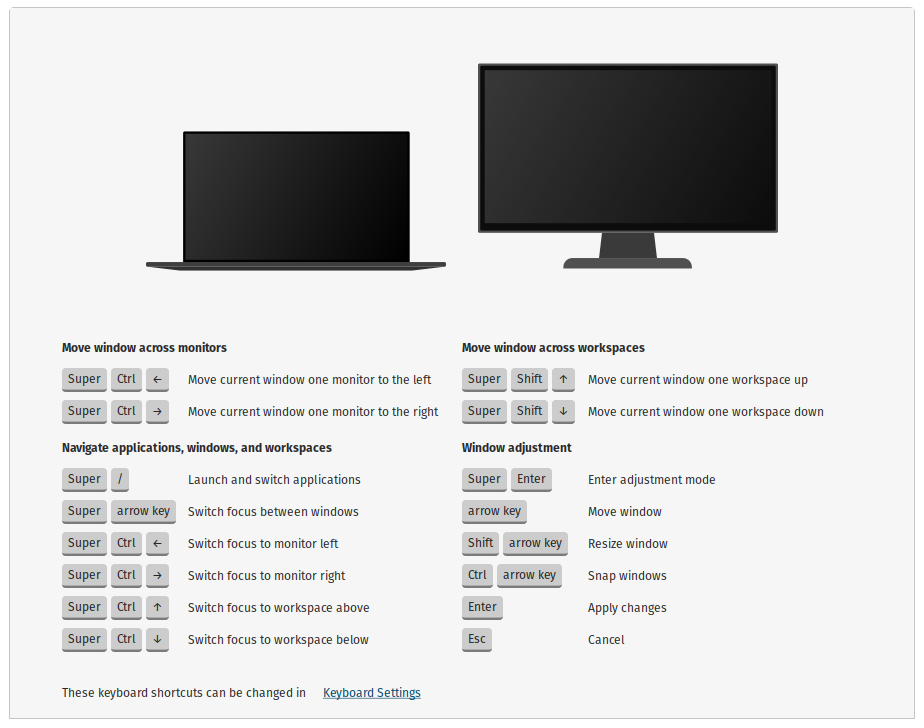 Move window across monitors
Super Ctrl ← Move current window one monitor to the left
Super Ctrl → Move current window one monitor to the right
Navigate applications, windows, and workspaces
Super / Launch and switch applications
Super arrow key Switch focus between windows
Super Ctrl ← Switch focus to monitor left
Super Ctrl → Switch focus to monitor right
Super Ctrl ↑ Switch focus to workspace above
Super Ctrl ↓ Switch focus to workspace below
Move window across workspaces
Super Shift ↑ Move current window one workspace up
Super Shift ↓ Move current window one workspace down
Window adjustment
Super Enter Enter adjustment mode
arrow key Move window
Shift arrow key Resize window
Ctrl arrow key Snap windows
Enter Apply changes
Esc Cancel
These keyboard shortcuts can be changed in Keyboard Settings